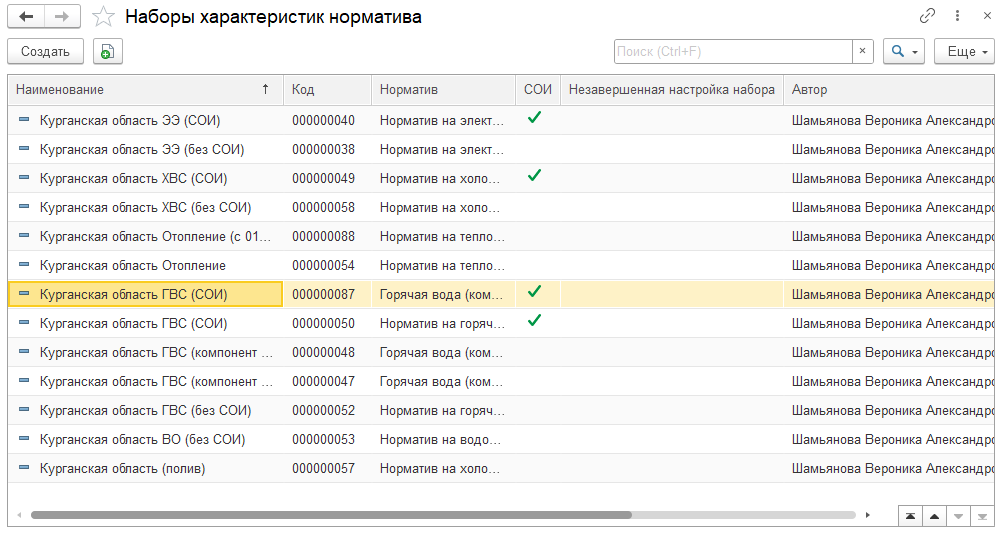 Наборы характеристик норматива
Создать Поиск (Ctrl+F) Еще
Наименование Код Норматив СОИ Незавершенная настройка набора Автор
Курганская область ЭЭ (СОИ) 000000040 Норматив на элект... Шамьянова Вероника Александро
Курганская область ЭЭ (без СОИ) 000000038 Норматив на элект... Шамьянова Вероника Александро
Курганская область ХВС (СОИ) 000000049 Норматив на холо... Шамьянова Вероника Александро
Курганская область ХВС (без СОИ) 000000058 Норматив на холо... Шамьянова Вероника Александро
Курганская область Отопление (с 01... 000000088 Норматив на тепло... Шамьянова Вероника Александро
Курганская область Отопление 000000054 Норматив на тепло... Шамьянова Вероника Александро
Курганская область ГВС (СОИ) 000000087 Горячая вода (ком... Шамьянова Вероника Александро
Курганская область ГВС (СОИ) 000000050 Норматив на горяч... Шамьянова Вероника Александро
Курганская область ГВС (компонент ... 000000048 Горячая вода (ком... Шамьянова Вероника Александро
Курганская область ГВС (компонент ... 000000047 Горячая вода (ком... Шамьянова Вероника Александро
Курганская область ГВС (без СОИ) 000000052 Норматив на горяч... Шамьянова Вероника Александро
Курганская область ВО (без СОИ) 000000053 Норматив на водо... Шамьянова Вероника Александро
Курганская область (полив) 000000057 Норматив на холо... Шамьянова Вероника Александро